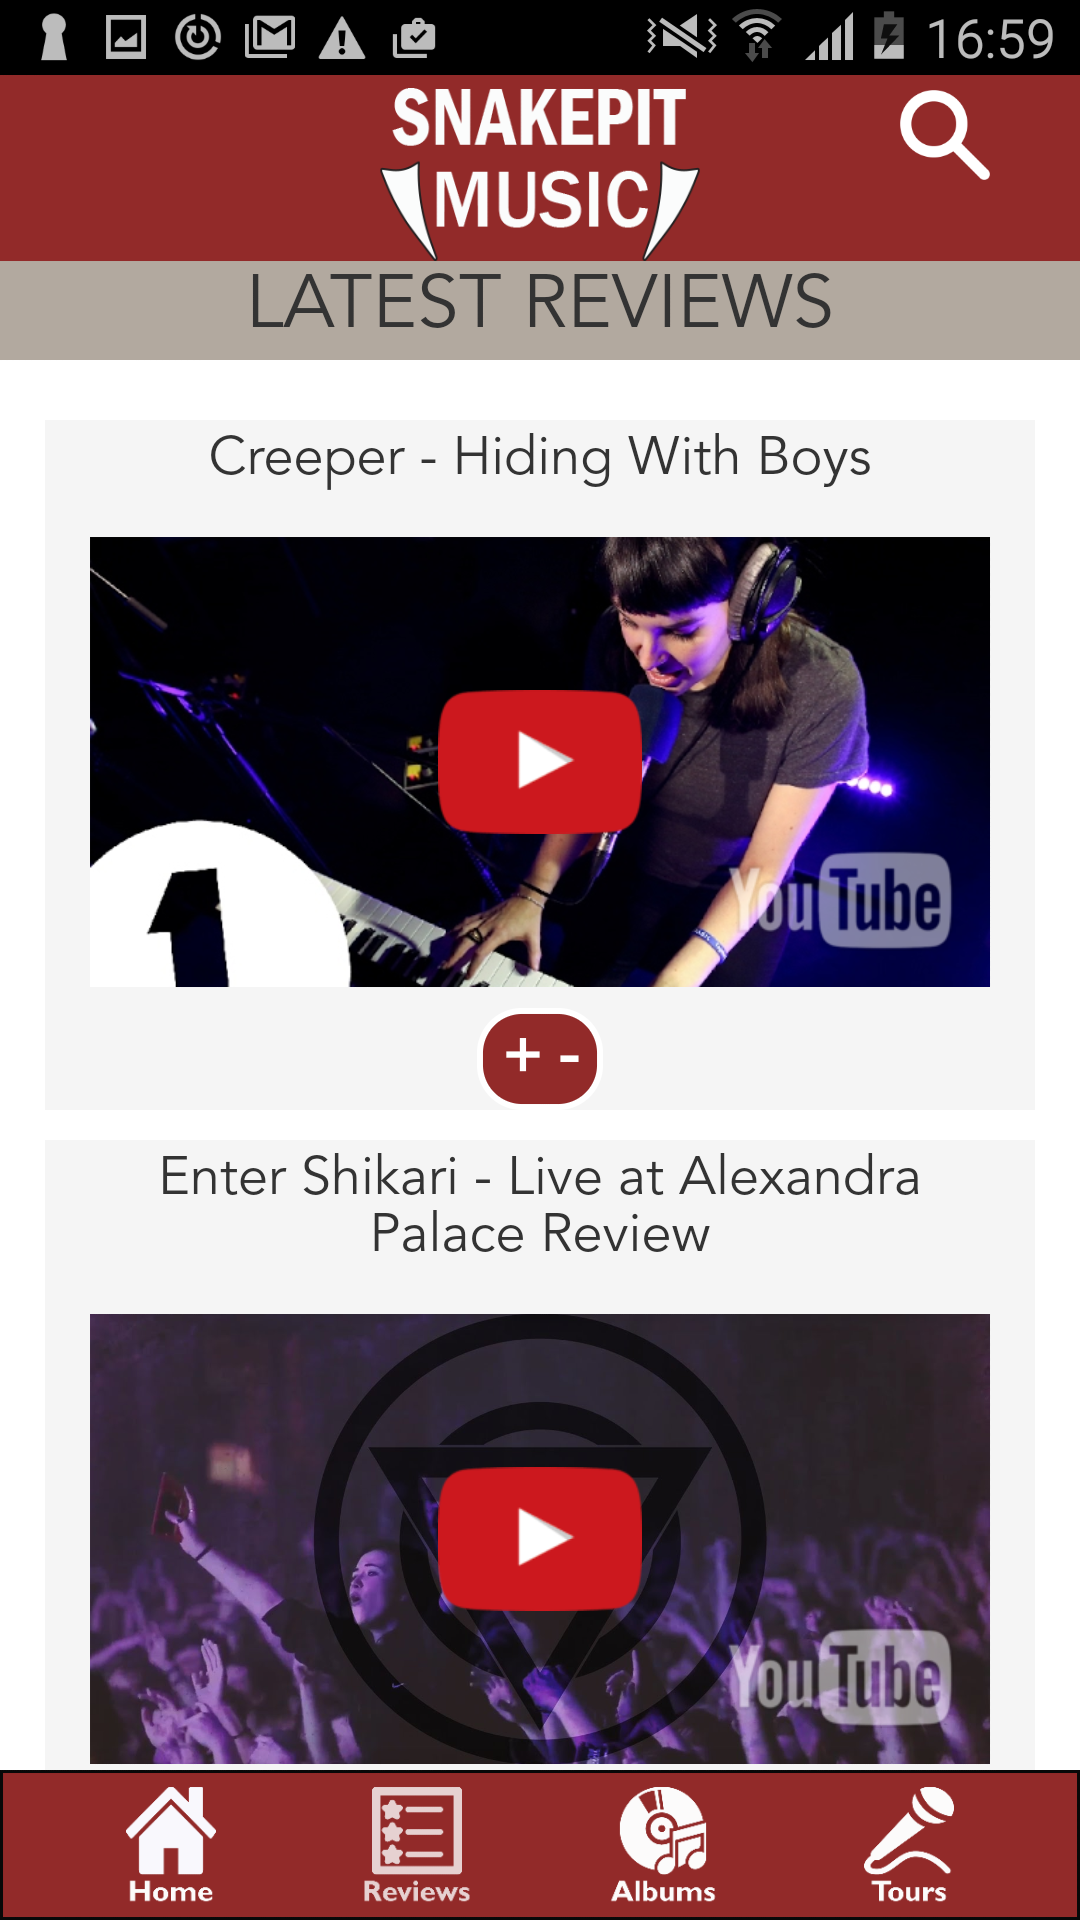 16:59
SNAKEPIT
MUSIC
LATEST REVIEWS
Creeper - Hiding With Boys
1
YouTube
+ -
Enter Shikari - Live at Alexandra
Palace Review
YouTube
Home Reviews Albums Tours